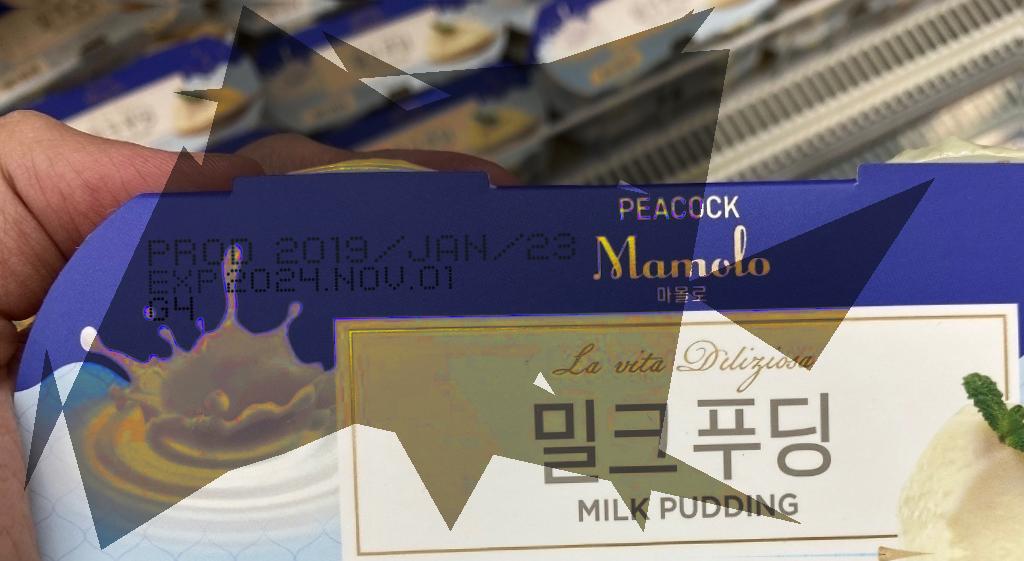 PROD 2019/JAN/23
EXP 2024.NOV.01
G4
PEACOCK
Mamolo
마몰로
La vita Diliziosa
밀크푸딩
MILK PUDDING